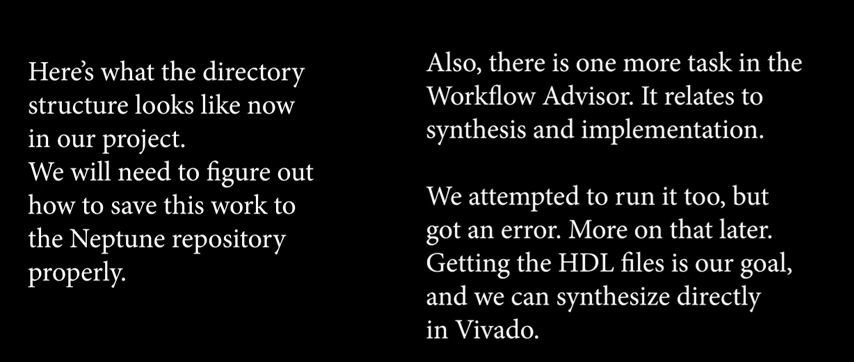 Here’s what the directory
structure looks like now
in our project.
We will need to figure out
how to save this work to
the Neptune repository
properly.
Also, there is one more task in the
Workflow Advisor. It relates to
synthesis and implementation.
We attempted to run it too, but
got an error. More on that later.
Getting the HDL files is our goal,
and we can synthesize directly
in Vivado.